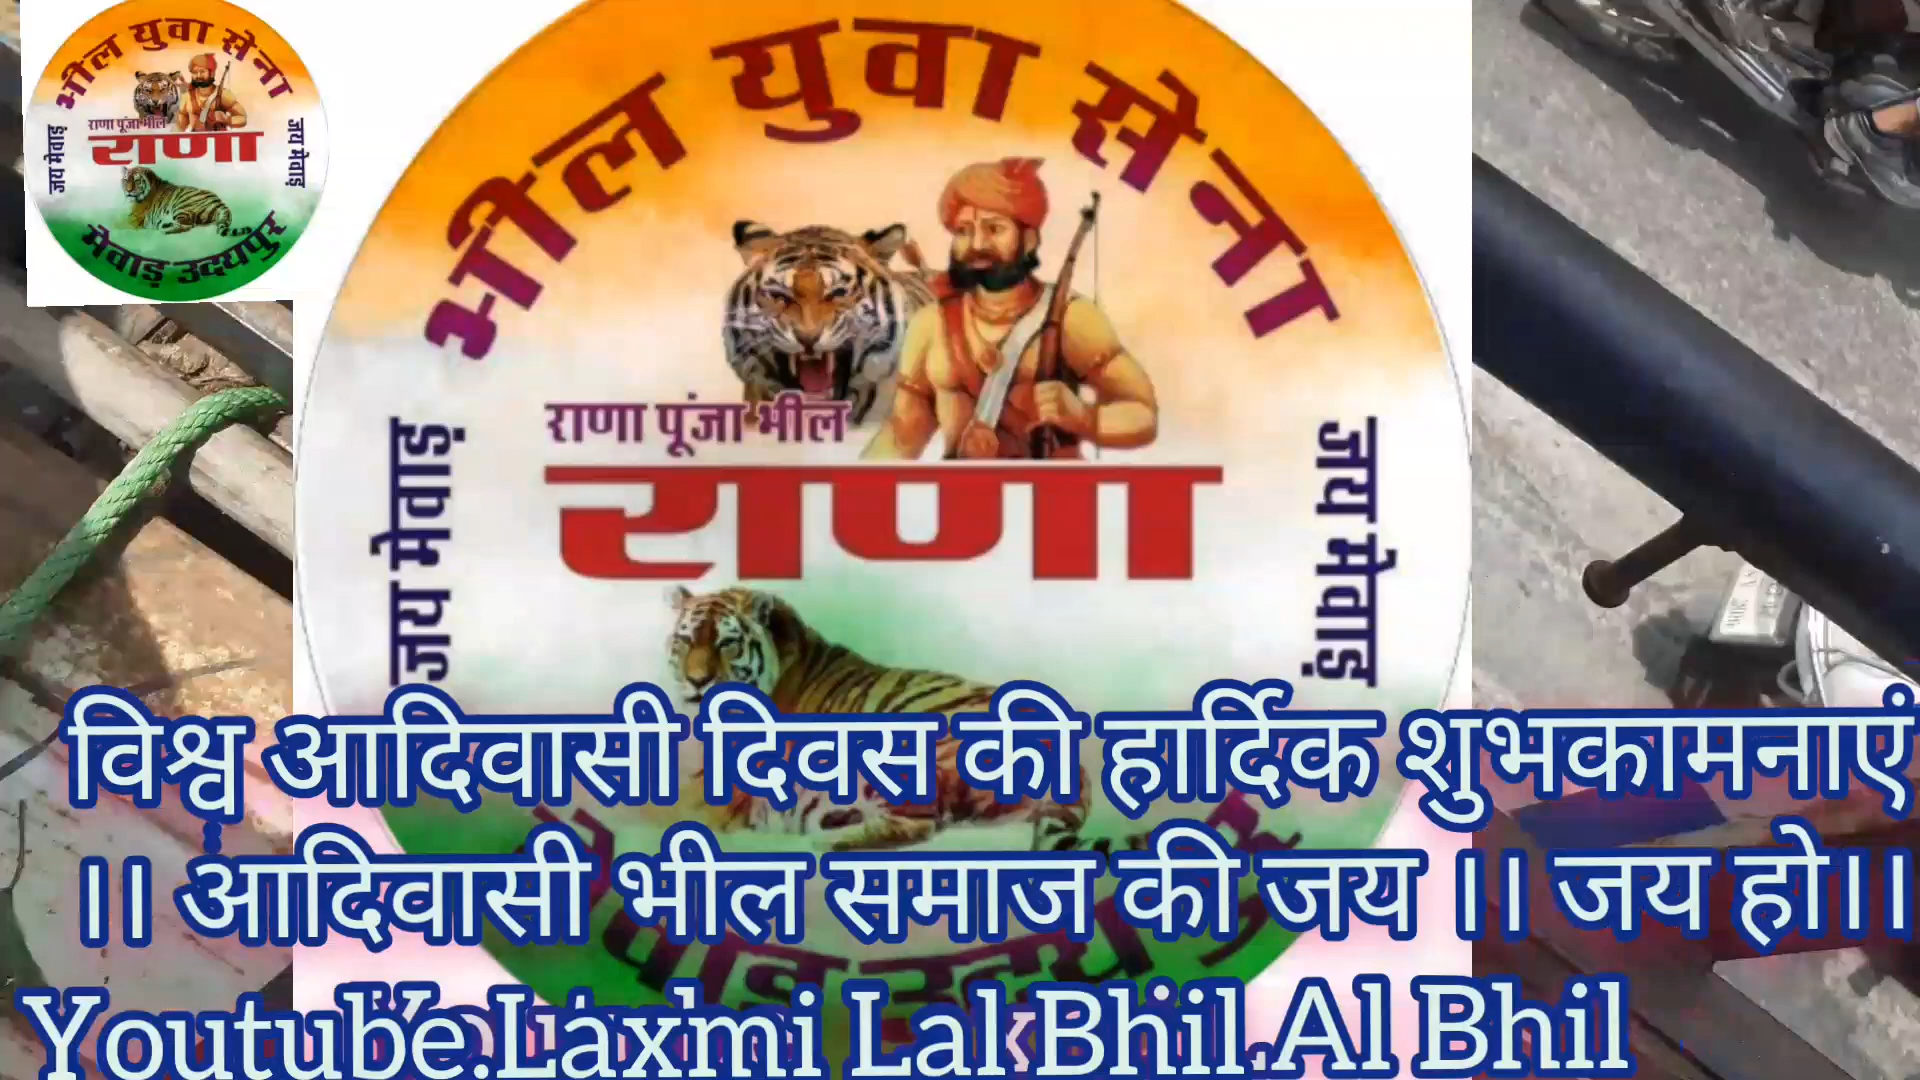 भील युवा सेना
राणा पूंजा भील
राणा
जय मेवाड़
जय मेवाड़
मेवाड़ उदयपुर
भील युवा सेना
राणा पूंजा भील
राणा
जय मेवाड़
जय मेवाड़
विश्व आदिवासी दिवस की हार्दिक शुभकामनाएं
।। आदिवासी भील समाज की जय ।। जय हो।।
Youtube.Laxmi Lal Bhil.Al Bhil